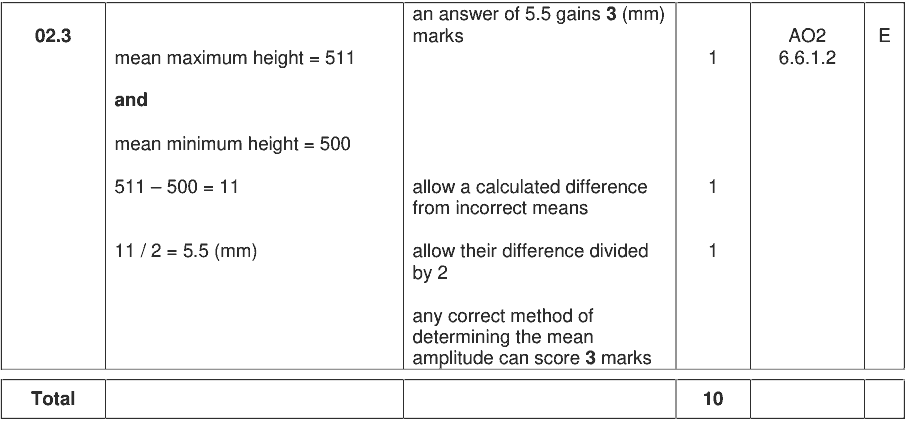 an answer of 5.5 gains 3 (mm)
02.3 marks AO2 E
mean maximum height = 511 1 6.6.1.2
and
mean minimum height = 500
511 – 500 = 11 allow a calculated difference 1
from incorrect means
11 / 2 = 5.5 (mm) allow their difference divided 1
by 2
any correct method of
determining the mean
amplitude can score 3 marks
Total 10